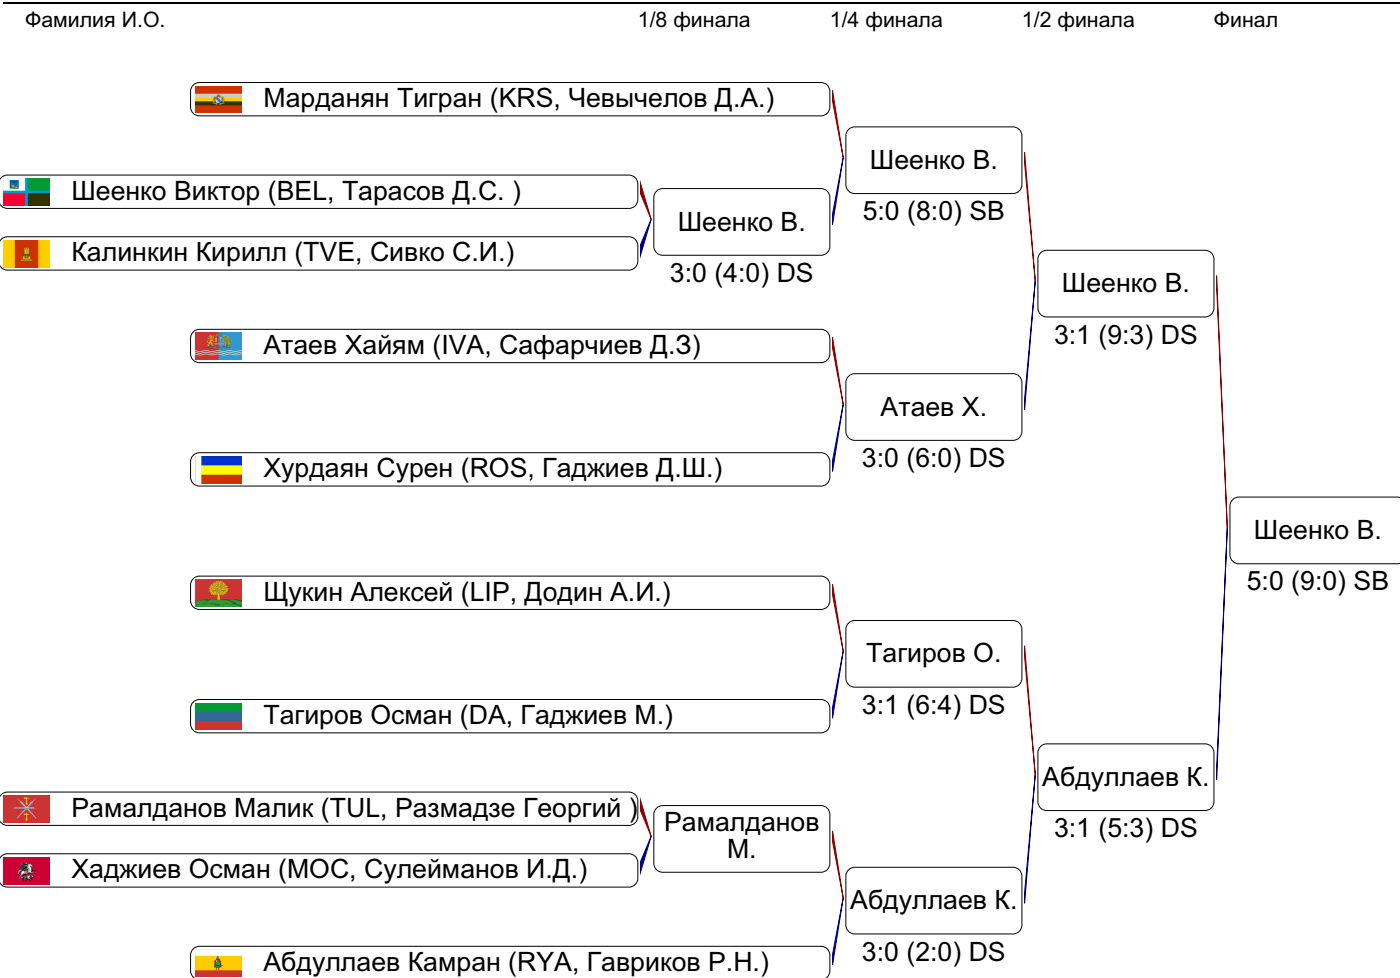 Фамилия И.О. 1/8 финала 1/4 финала 1/2 финала Финал
Марданян Тигран (KRS, Чевычелов Д.А.)
Шеенко В.
5:0 (8:0) SB
Шеенко Виктор (BEL, Тарасов Д.С. )
Шеенко В.
3:0 (4:0) DS
Калинкин Кирилл (TVE, Сивко С.И.)
Шеенко В.
3:1 (9:3) DS
Атаев Хайям (IVA, Сафарчиев Д.З)
Атаев Х.
3:0 (6:0) DS
Хурдаян Сурен (ROS, Гаджиев Д.Ш.)
Шеенко В.
5:0 (9:0) SB
Щукин Алексей (LIP, Додин А.И.)
Тагиров О.
3:1 (6:4) DS
Тагиров Осман (DA, Гаджиев М.)
Абдуллаев К.
3:1 (5:3) DS
Рамалданов Малик (TUL, Размадзе Георгий )
Рамалданов
М.
Хаджиев Осман (MOC, Сулейманов И.Д.)
Абдуллаев К.
3:0 (2:0) DS
Абдуллаев Камран (RYA, Гавриков Р.Н.)